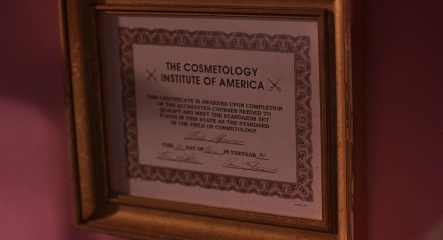 THE COSMETOLOGY
INSTITUTE OF AMERICA
THIS CERTIFICATE IS AWARDED UPON COMPLETION
OF THE ACCREDITED COURSES NEEDED TO
QUALIFY AND MEET THE STANDARDS SET
FORTH IN THIS STATE AS THE STANDARD
IN THE FIELD OF COSMETOLOGY
THIS DAY OF IN THE YEAR